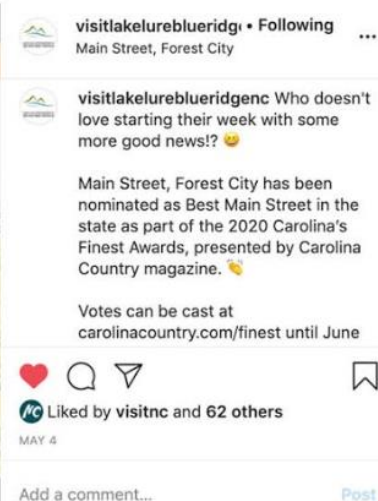 visitlakelureblueridg • Following
Main Street, Forest City
visitlakelureblueridgenc Who doesn't
love starting their week with some
more good news!? 😆
Main Street, Forest City has been
nominated as Best Main Street in the
state as part of the 2020 Carolina's
Finest Awards, presented by Carolina
Country magazine. 👏
Votes can be cast at
carolinacountry.com/finest until June
NC Liked by visitnc and 62 others
MAY 4
Add a comment...
Post